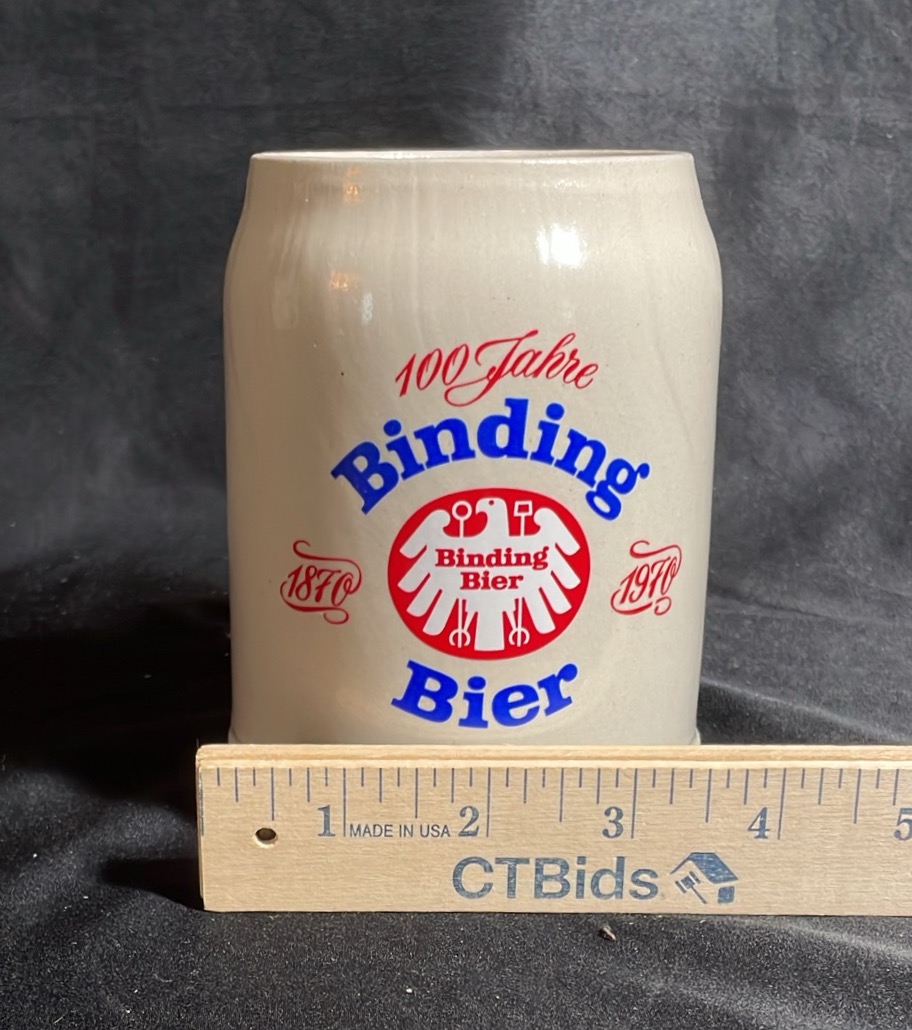 100 Jahre
Binding
Binding
Bier
1870
1970
Bier
1 MADE IN USA 2 3 4 5
CTBids